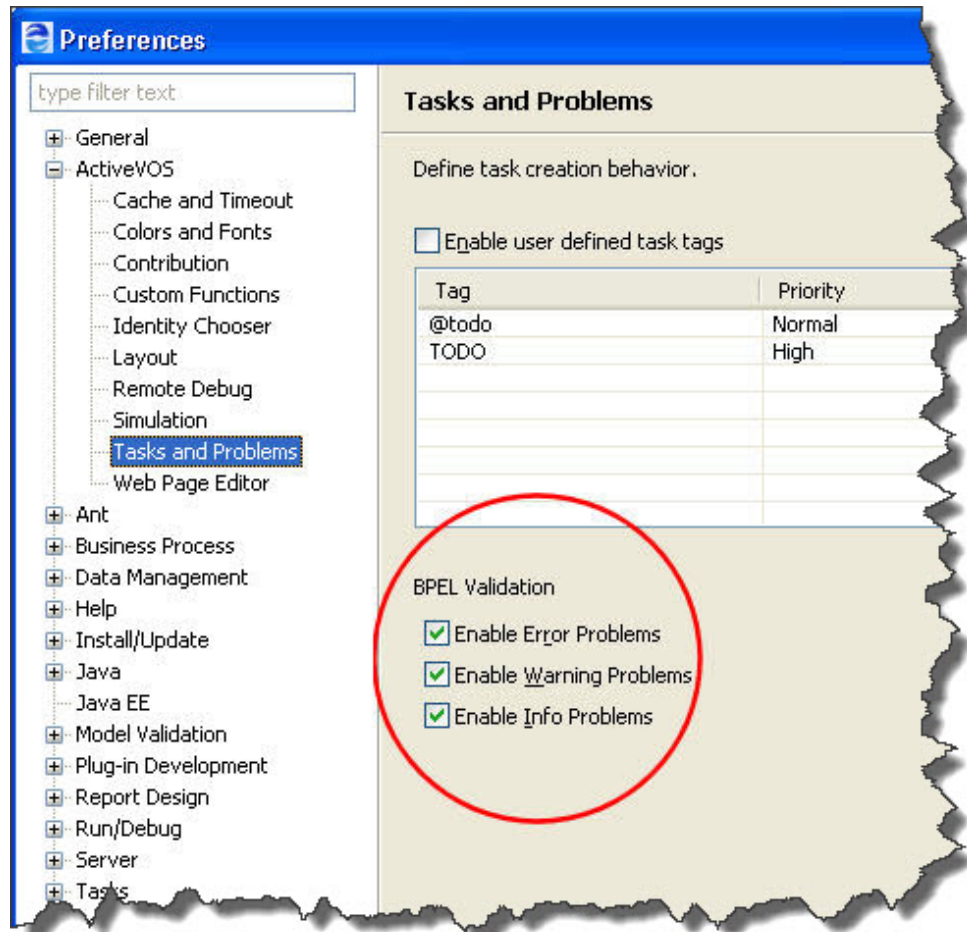 Preferences
type filter text
General
ActiveVOS
Cache and Timeout
Colors and Fonts
Contribution
Custom Functions
Identity Chooser
Layout
Remote Debug
Simulation
Tasks and Problems
Web Page Editor
Ant
Business Process
Data Management
Help
Install/Update
Java
Java EE
Model Validation
Plug-in Development
Report Design
Run/Debug
Server
Tasks
Tasks and Problems
Define task creation behavior.
Enable user defined task tags
Tag Priority
@todo Normal
TODO High
BPEL Validation
Enable Error Problems
Enable Warning Problems
Enable Info Problems